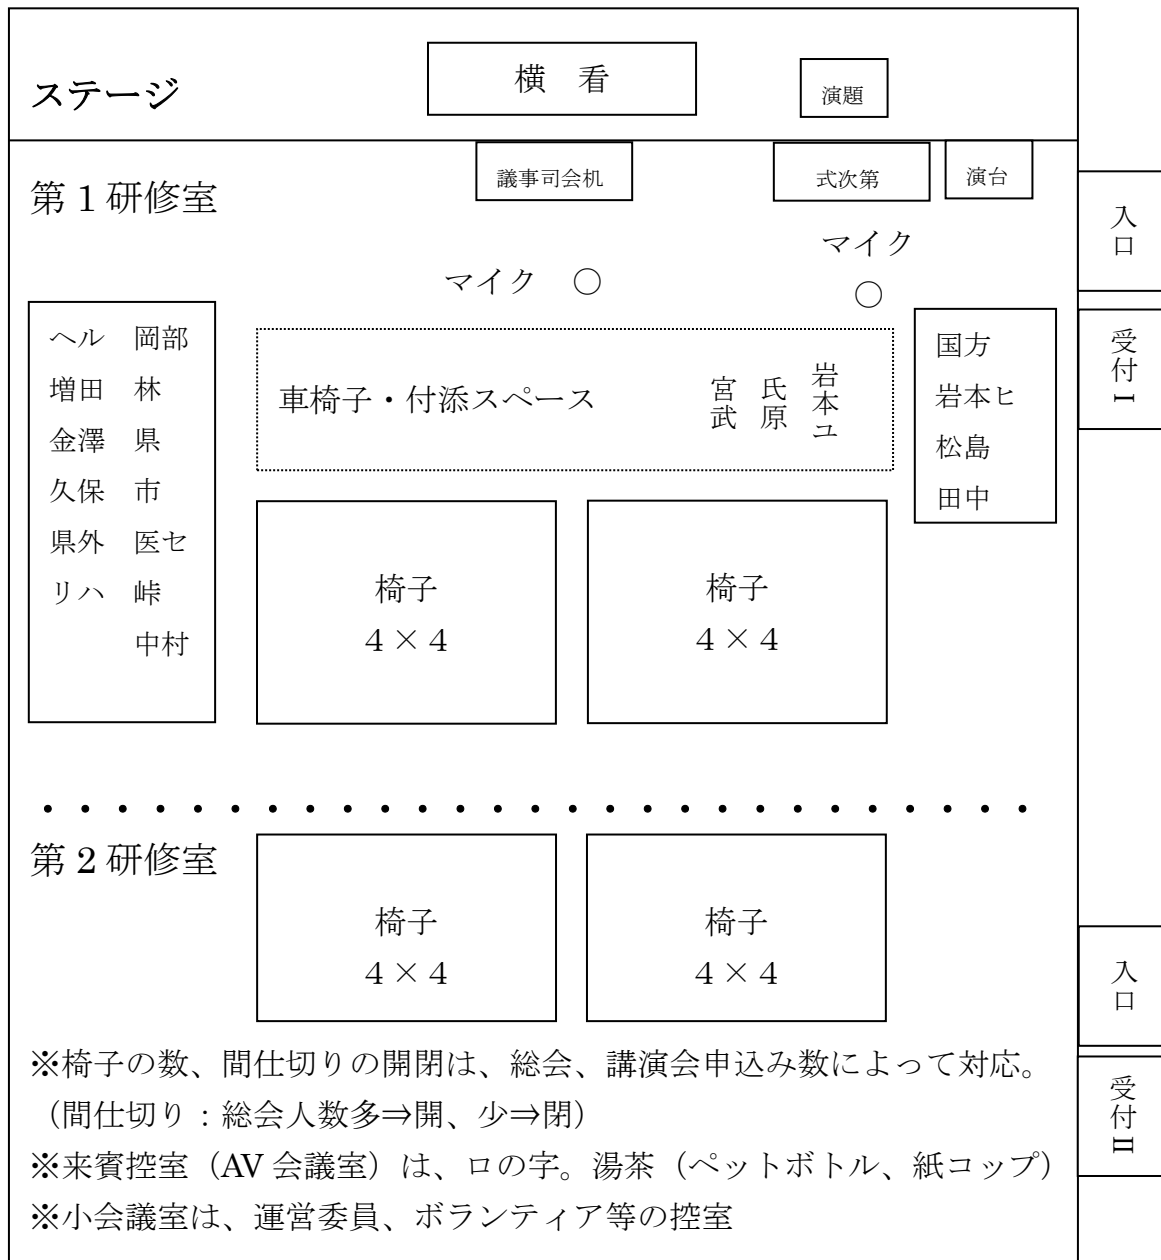 横　看
ステージ
演題
議事司会机
式次第
演台
第1研修室
入口
マイク
マイク　○
○
受付Ⅰ
ヘル　岡部
増田　林
金澤　県
久保　市
県外　医セ
リハ　峠
中村
車椅子・付添スペース
宮武
氏原
岩本ユ
国方
岩本ヒ
松島
田中
椅子
４×４
椅子
４×４
第2研修室
椅子
４×４
椅子
４×４
入口
受付Ⅱ
※椅子の数、間仕切りの開閉は、総会、講演会申込み数によって対応。
（間仕切り：総会人数多⇒開、少⇒閉）
※来賓控室（AV会議室）は、ロの字。湯茶（ペットボトル、紙コップ）
※小会議室は、運営委員、ボランティア等の控室